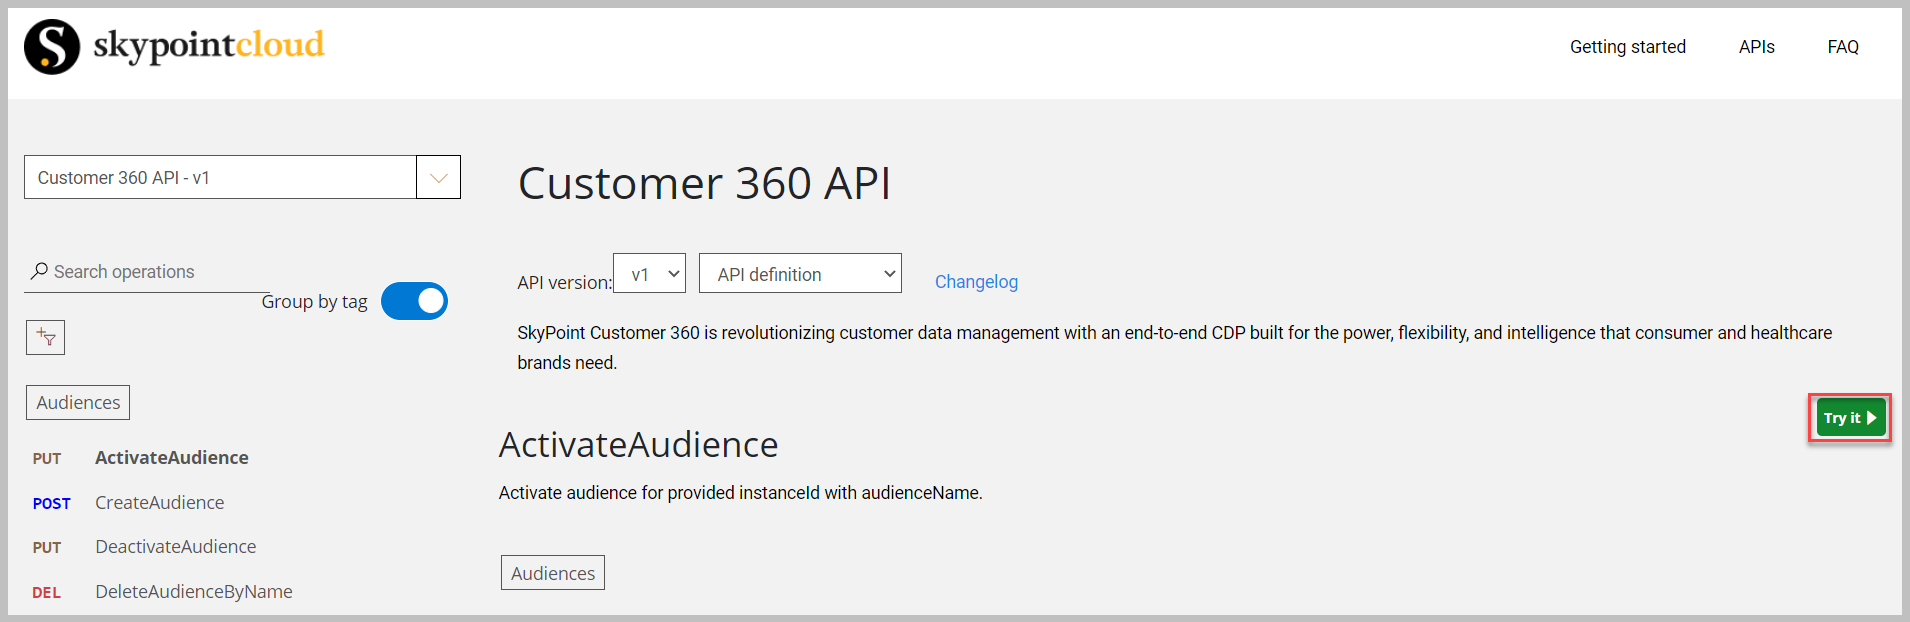 skypointcloud
Getting started
APIs
FAQ
Customer 360 API - v1
Search operations
Group by tag
Audiences
PUT ActivateAudience
POST CreateAudience
PUT DeactivateAudience
DEL DeleteAudienceByName
Customer 360 API
API version: v1 API definition Changelog
SkyPoint Customer 360 is revolutionizing customer data management with an end-to-end CDP built for the power, flexibility, and intelligence that consumer and healthcare
brands need.
Try it
ActivateAudience
Activate audience for provided instanceId with audienceName.
Audiences